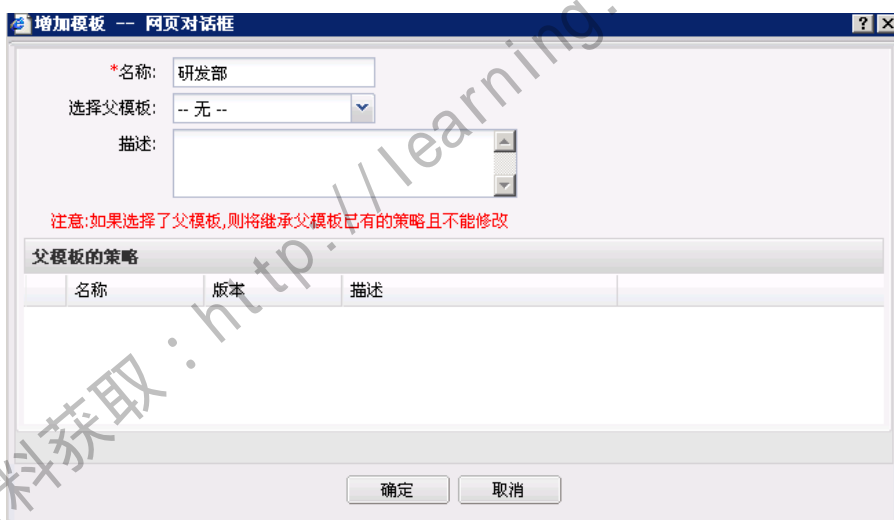 增加模板 -- 网页对话框
*名称: 研发部
选择父模板: -- 无 --
描述:
注意:如果选择了父模板,则将继承父模板已有的策略且不能修改
父模板的策略
名称 版本 描述
确定 取消
料获取：http://learning.